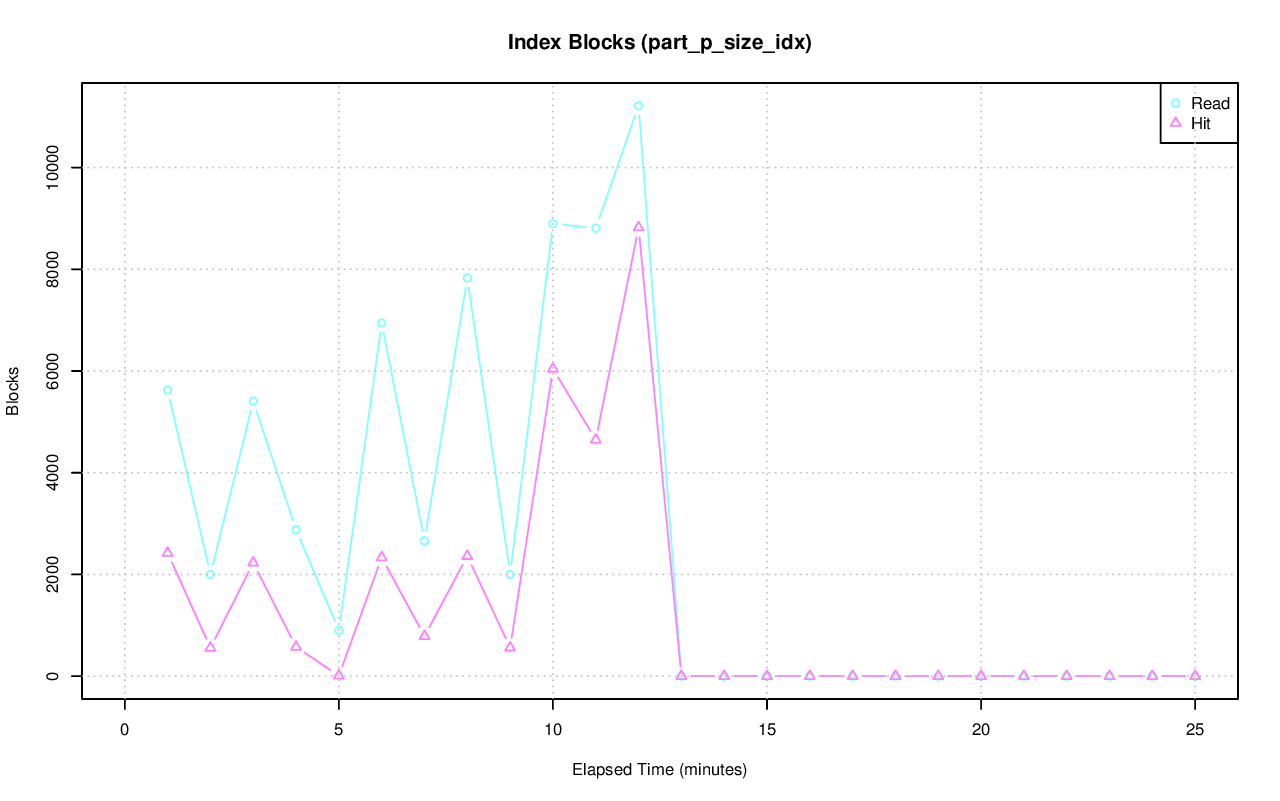 Index Blocks (part_p_size_idx)
Read
Hit
Blocks
0
2000
4000
6000
8000
10000
0
5
10
15
20
25
Elapsed Time (minutes)